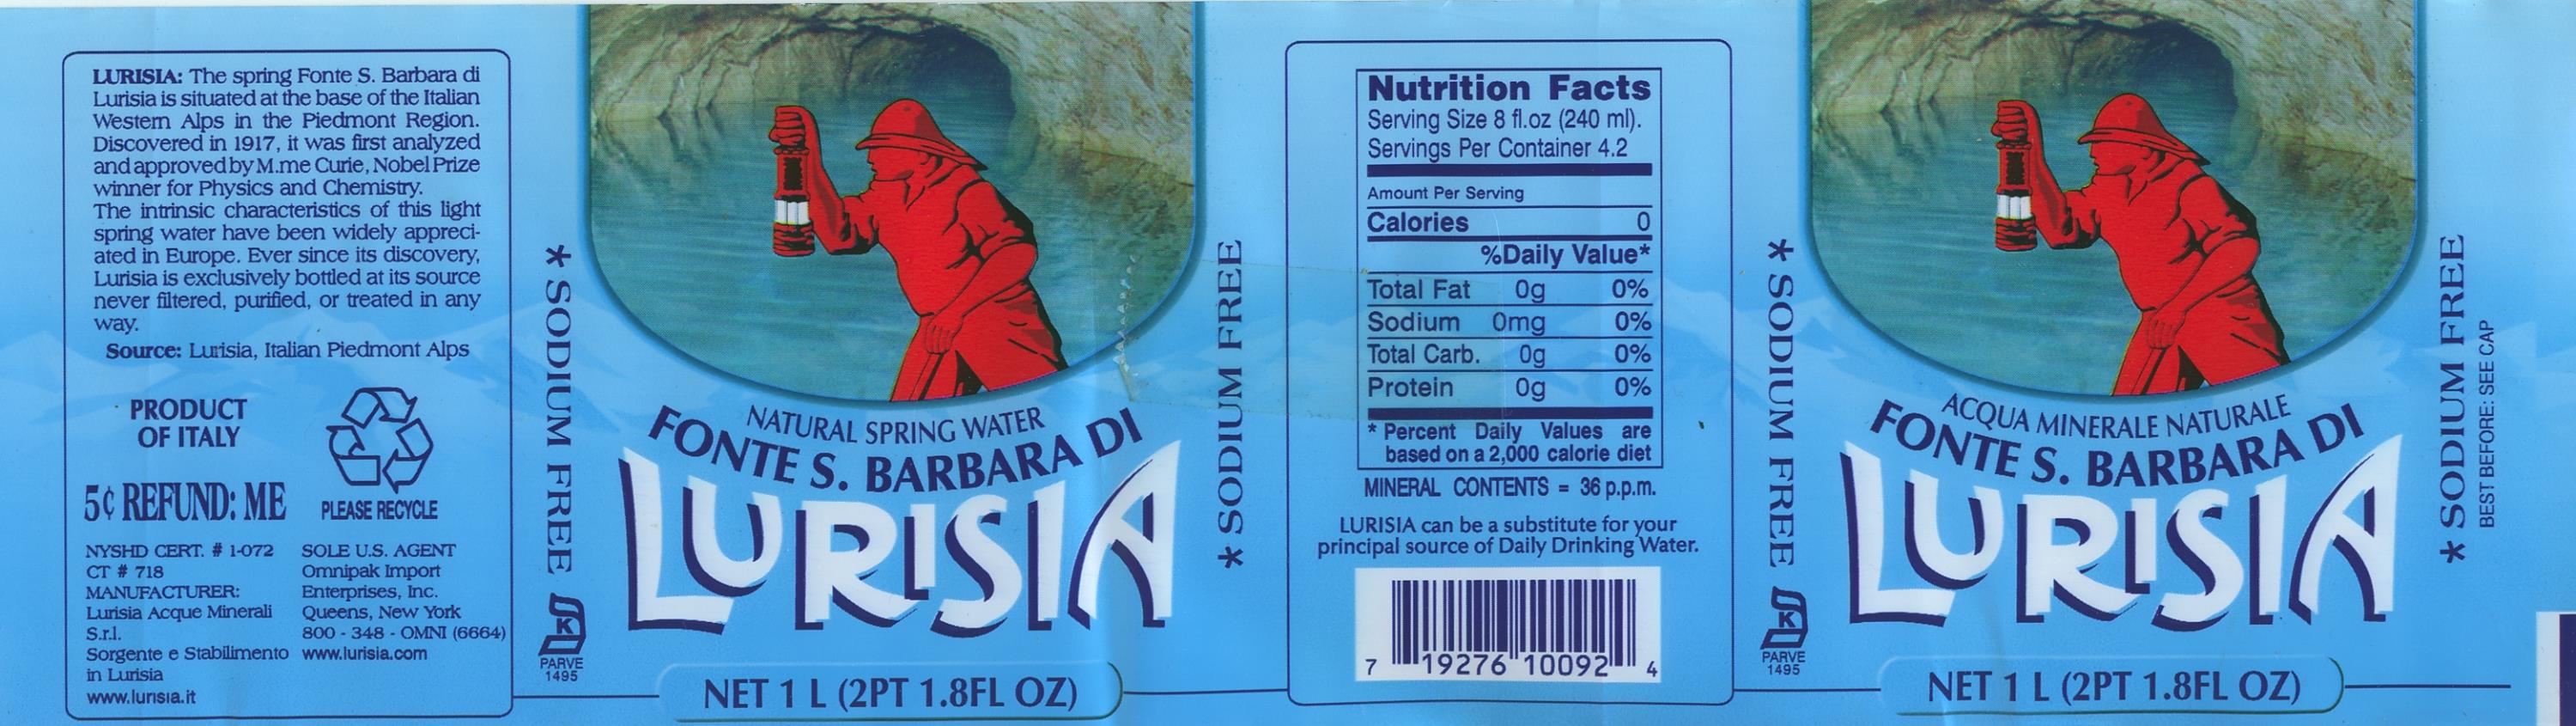 LURISIA: The spring Fonte S. Barbara di
Lurisia is situated at the base of the Italian
Western Alps in the Piedmont Region.
Discovered in 1917, it was first analyzed
and approved by M.me Curie, Nobel Prize
winner for Physics and Chemistry.
The intrinsic characteristics of this light
spring water have been widely appreci-
ated in Europe. Ever since its discovery,
Lurisia is exclusively bottled at its source
never filtered, purified, or treated in any
way.
Source: Lurisia, Italian Piedmont Alps
PRODUCT
OF ITALY
5¢ REFUND: ME
PLEASE RECYCLE
NYSHD CERT. # 1-072
CT # 718
MANUFACTURER:
Lurisia Acque Minerali
S.r.l.
Sorgente e Stabilimento
in Lurisia
www.lurisia.it
SOLE U.S. AGENT
Omnipak Import
Enterprises, Inc.
Queens, New York
800 - 348 - OMNI (6664)
www.lurisia.com
* SODIUM FREE
K
PARVE
1495
NATURAL SPRING WATER
FONTE S. BARBARA DI
LURISIA
NET 1 L (2PT 1.8FL OZ)
* SODIUM FREE
Nutrition Facts
Serving Size 8 fl.oz (240 ml).
Servings Per Container 4.2
Amount Per Serving
Calories 0
%Daily Value*
Total Fat 0g 0%
Sodium 0mg 0%
Total Carb. 0g 0%
Protein 0g 0%
* Percent Daily Values are
based on a 2,000 calorie diet
MINERAL CONTENTS = 36 p.p.m.
LURISIA can be a substitute for your
principal source of Daily Drinking Water.
7 19276 10092 4
* SODIUM FREE
K
PARVE
1495
ACQUA MINERALE NATURALE
FONTE S. BARBARA DI
LURISIA
NET 1 L (2PT 1.8FL OZ)
* SODIUM FREE
BEST BEFORE: SEE CAP